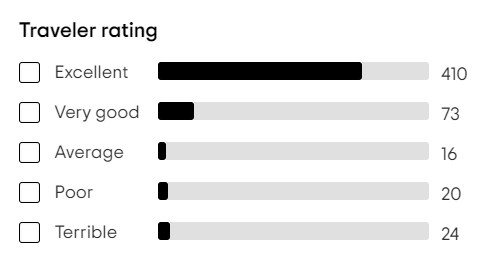 Traveler rating
Excellent 410
Very good 73
Average 16
Poor 20
Terrible 24